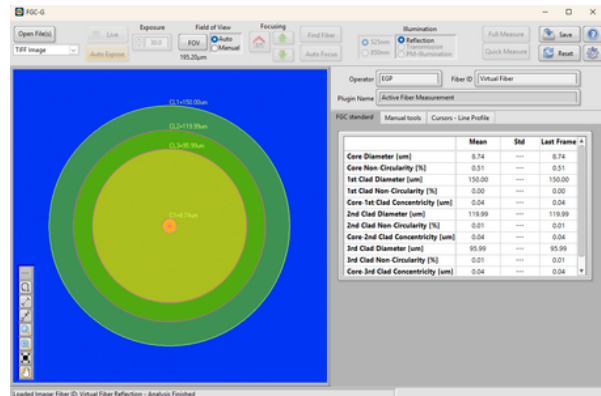 FGC-G
Open File(s)
TIFF Image
Live
Auto Expose
Exposure
30.0
Field of View
FOV
Auto
Manual
195.20µm
Focusing
Find Fiber
Auto Focus
Illumination
525nm
850nm
Reflection
Transmission
PM-Illumination
Full Measure
Quick Measure
Save
Reset
CL1=150.00um
CL2=119.99um
CL3=95.99um
C1=8.74um
Operator EGP Fiber ID Virtual Fiber
Plugin Name Active Fiber Measurement
FGC standard Manual tools Cursors - Line Profile
Mean Std Last Frame
Core Diameter [um] 8.74 --- 8.74
Core Non-Circularity [%] 0.51 --- 0.51
1st Clad Diameter [um] 150.00 --- 150.00
1st Clad Non-Circularity [%] 0.00 --- 0.00
Core-1st Clad Concentricity [um] 0.04 --- 0.04
2nd Clad Diameter [um] 119.99 --- 119.99
2nd Clad Non-Circularity [%] 0.01 --- 0.01
Core-2nd Clad Concentricity [um] 0.04 --- 0.04
3rd Clad Diameter [um] 95.99 --- 95.99
3rd Clad Non-Circularity [%] 0.01 --- 0.01
Core-3rd Clad Concentricity [um] 0.04 --- 0.04
Loaded Image: Fiber ID: Virtual Fiber Reflection - Analysis Finished